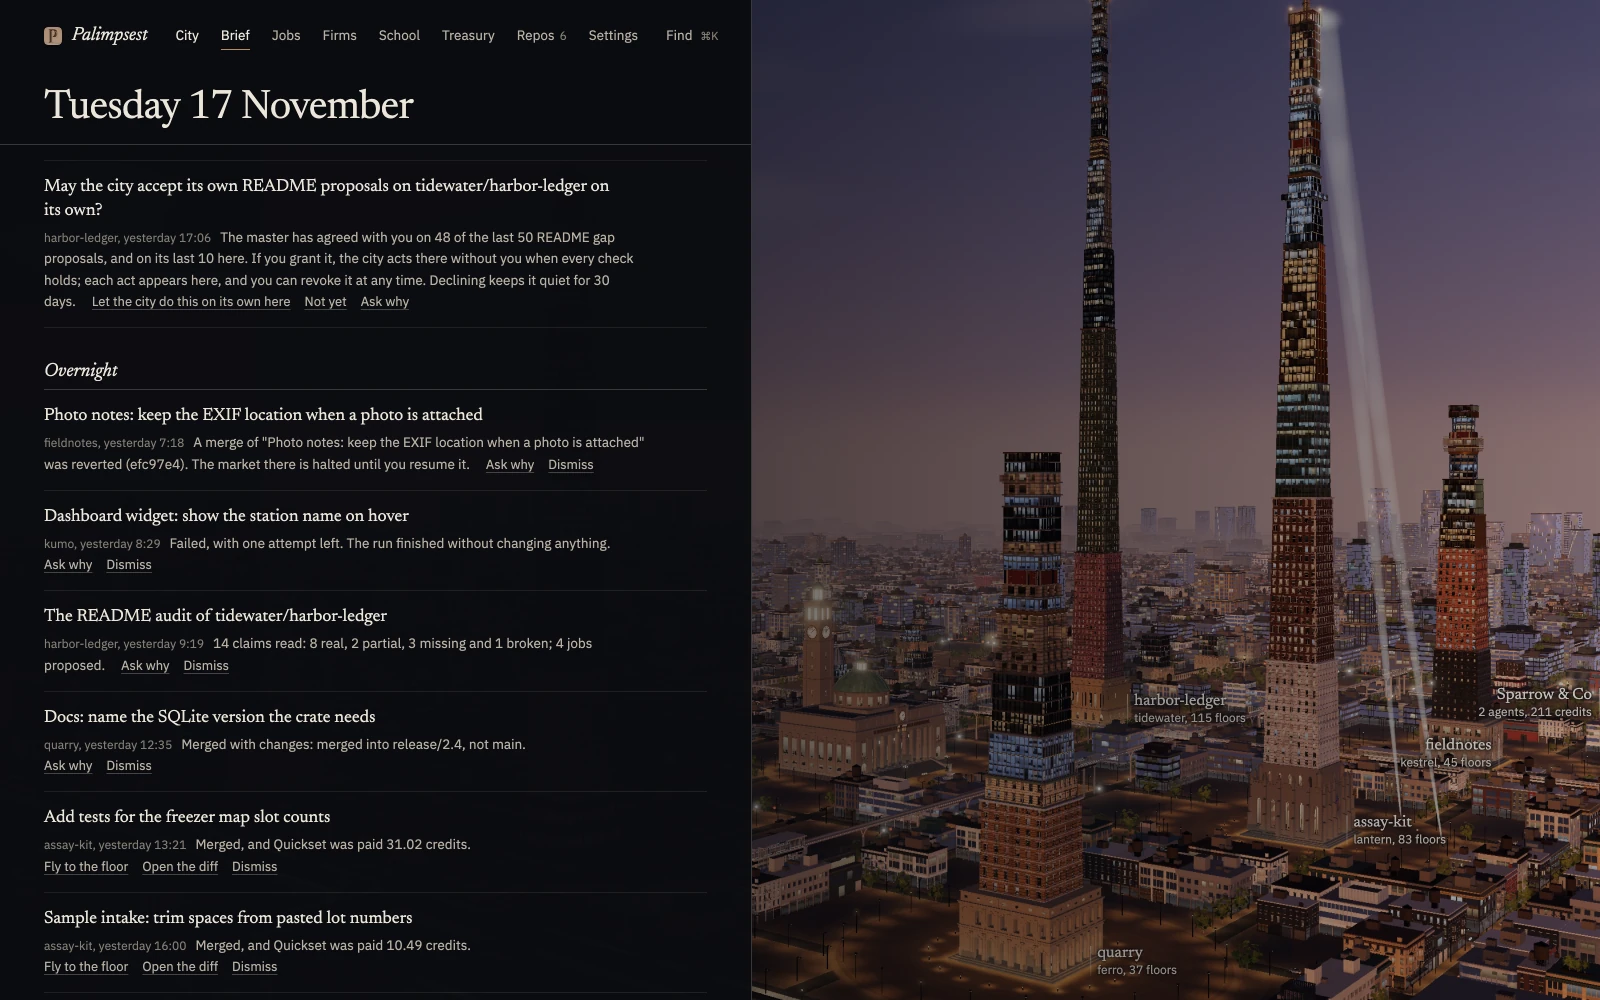 Palimpsest City Brief Jobs Firms School Treasury Repos 6 Settings Find ⌘K
Tuesday 17 November
May the city accept its own README proposals on tidewater/harbor-ledger on
its own?
harbor-ledger, yesterday 17:06 The master has agreed with you on 48 of the last 50 README gap
proposals, and on its last 10 here. If you grant it, the city acts there without you when every check
holds; each act appears here, and you can revoke it at any time. Declining keeps it quiet for 30
days. Let the city do this on its own here Not yet Ask why
Overnight
Photo notes: keep the EXIF location when a photo is attached
fieldnotes, yesterday 7:18 A merge of "Photo notes: keep the EXIF location when a photo is attached"
was reverted (efc97e4). The market there is halted until you resume it. Ask why Dismiss
Dashboard widget: show the station name on hover
kumo, yesterday 8:29 Failed, with one attempt left. The run finished without changing anything.
Ask why Dismiss
The README audit of tidewater/harbor-ledger
harbor-ledger, yesterday 9:19 14 claims read: 8 real, 2 partial, 3 missing and 1 broken; 4 jobs
proposed. Ask why Dismiss
Docs: name the SQLite version the crate needs
quarry, yesterday 12:35 Merged with changes: merged into release/2.4, not main.
Ask why Dismiss
Add tests for the freezer map slot counts
assay-kit, yesterday 13:21 Merged, and Quickset was paid 31.02 credits.
Fly to the floor Open the diff Dismiss
Sample intake: trim spaces from pasted lot numbers
assay-kit, yesterday 16:00 Merged, and Quickset was paid 10.49 credits.
Fly to the floor Open the diff Dismiss
harbor-ledger
tidewater, 115 floors
Sparrow & Co
2 agents, 211 credits
fieldnotes
kestrel, 45 floors
assay-kit
lantern, 83 floors
quarry
ferro, 37 floors